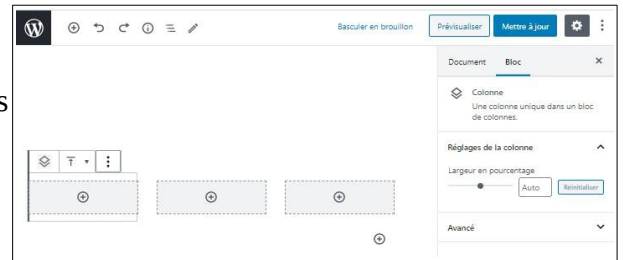 Basculer en brouillon Prévisualiser Mettre à jour
Document Bloc
s
Colonne
Une colonne unique dans un bloc
de colonnes.
Réglages de la colonne
Largeur en pourcentage
Auto Réinitialiser
Avancé